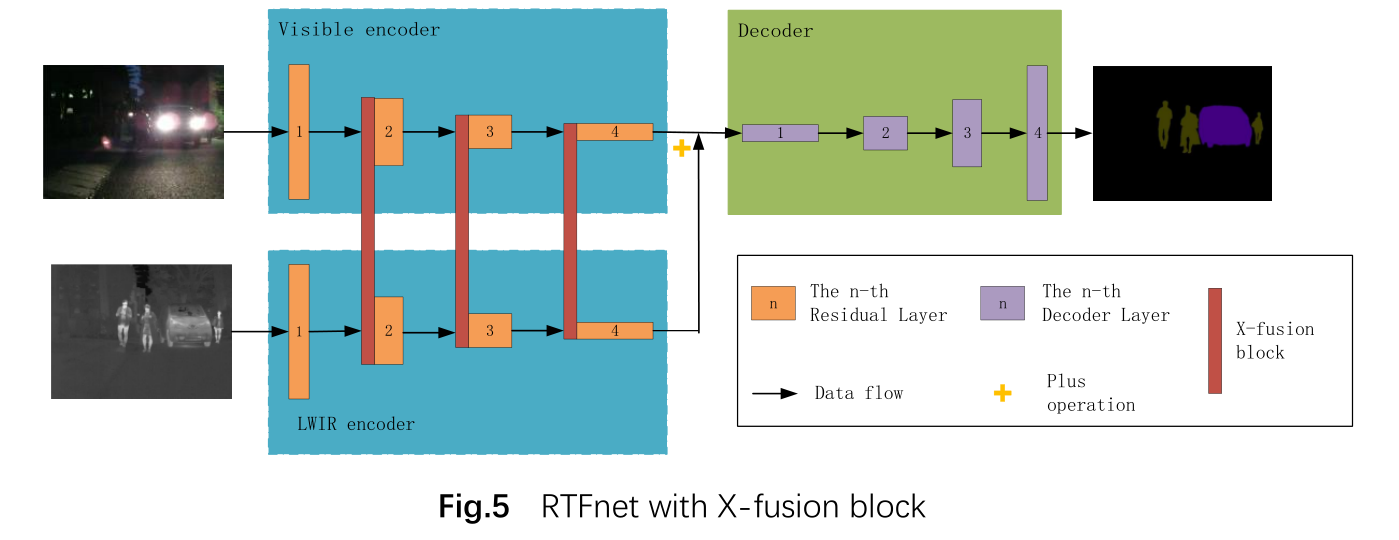 Visible encoder
1
2
3
4
Decoder
1
2
3
4
1
2
3
4
LWIR encoder
n
The n-th
Residual Layer
n
The n-th
Decoder Layer
X-fusion
block
Data flow
Plus
operation
Fig.5 RTFnet with X-fusion block